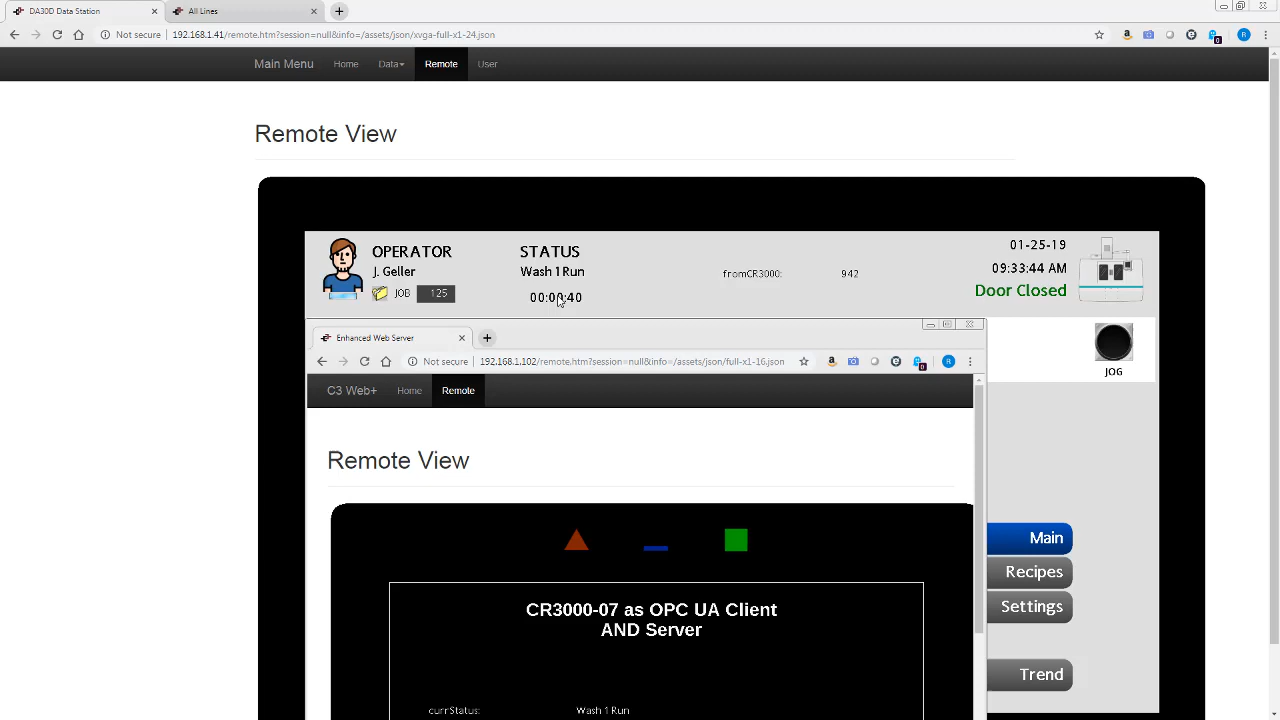 DA30D Data Station
All Lines
Not secure 192.168.1.41/remote.htm?session=null&info=/assets/json/xvga-full-x1-24.json
Main Menu Home Data Remote User
Remote View
OPERATOR
J. Geller
JOB 125
STATUS
Wash 1 Run
00:00:40
fromCR3000: 942
01-25-19
09:33:44 AM
Door Closed
JOG
Enhanced Web Server
Not secure 192.168.1.102/remote.htm?session=null&info=/assets/json/full-x1-16.json
C3 Web+ Home Remote
Remote View
CR3000-07 as OPC UA Client
AND Server
currStatus: Wash 1 Run
Main
Recipes
Settings
Trend